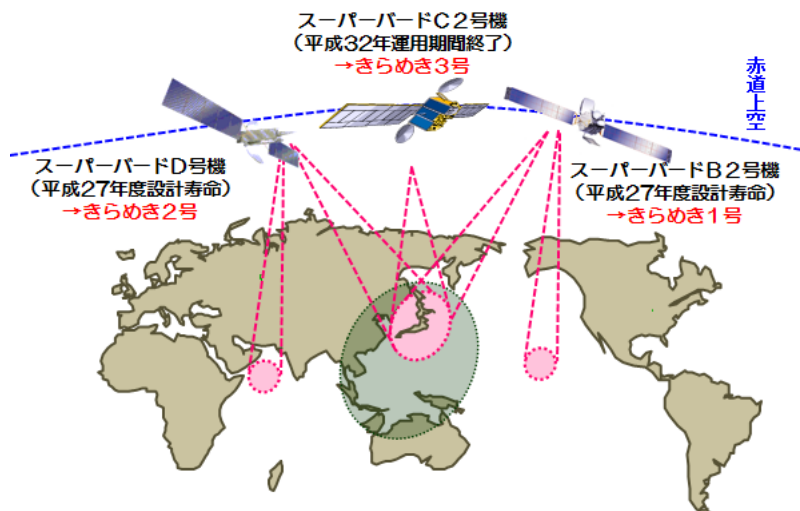 スーパーバードC2号機
(平成32年運用期間終了)
→きらめき3号
赤道上空
スーパーバードD号機
(平成27年度設計寿命)
→きらめき2号
スーパーバードB2号機
(平成27年度設計寿命)
→きらめき1号